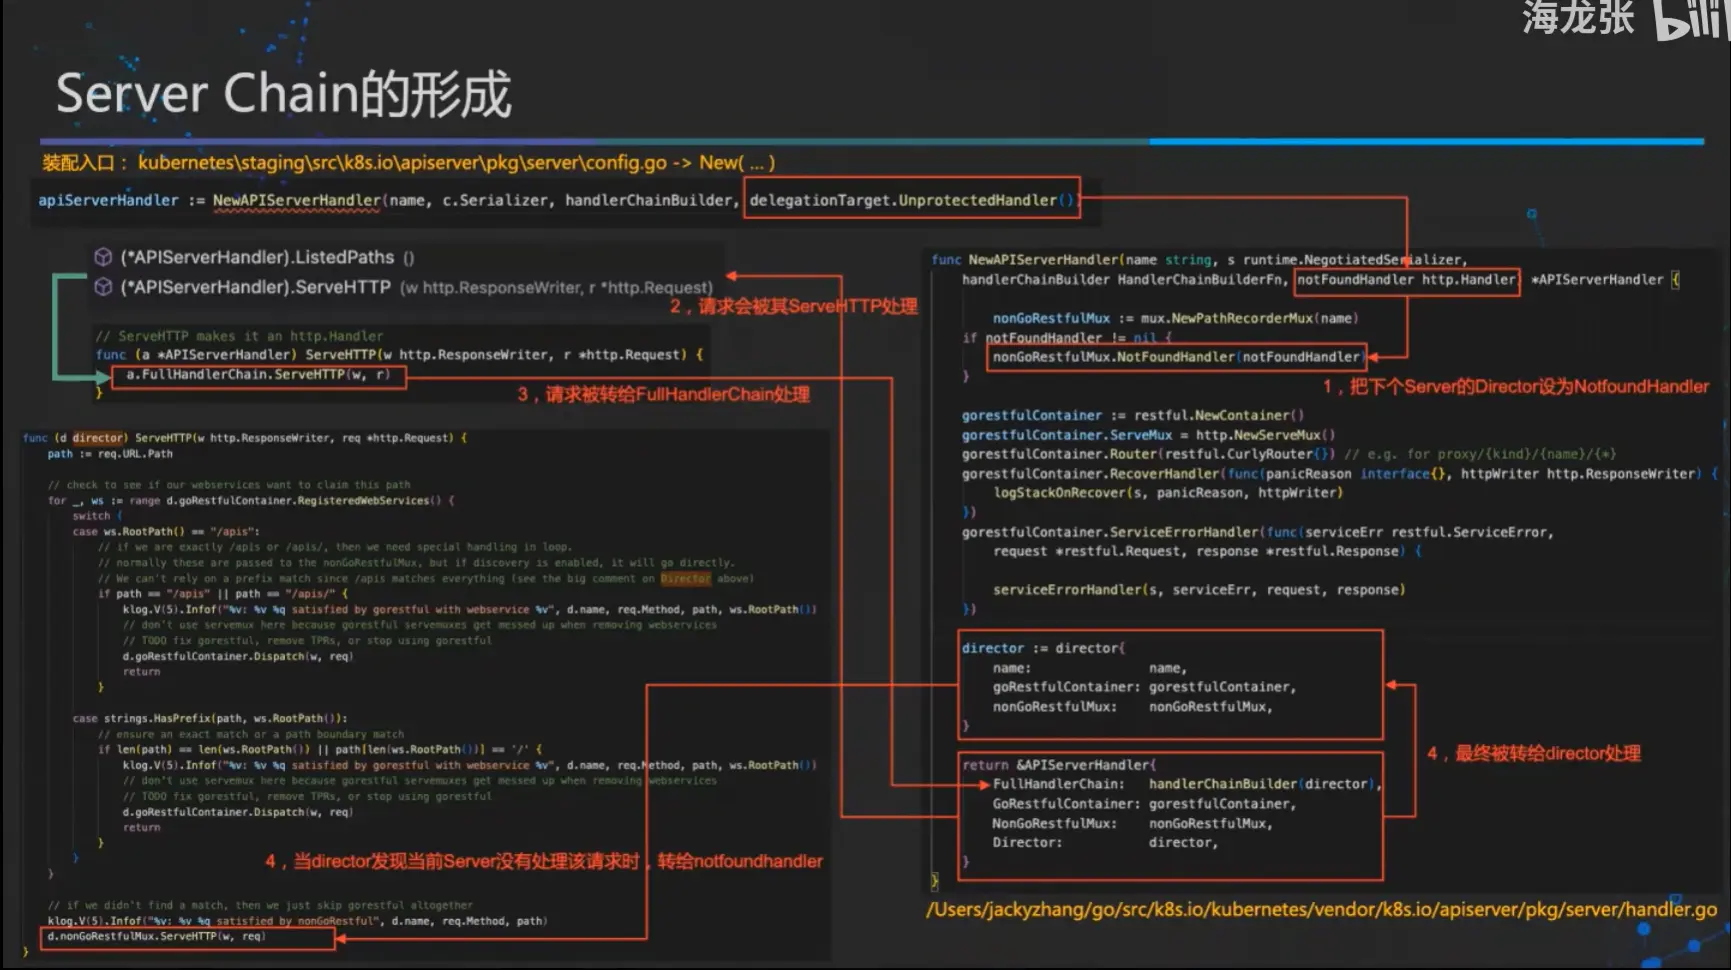 海龙张 bili
Server Chain的形成
装配入口： kubernetes\staging\src\k8s.io\apiserver\pkg\server\config.go -> New( ... )
apiServerHandler := NewAPIServerHandler(name, c.Serializer, handlerChainBuilder, delegationTarget.UnprotectedHandler())
(*APIServerHandler).ListedPaths ()
(*APIServerHandler).ServeHTTP (w http.ResponseWriter, r *http.Request)
2，请求会被其ServeHTTP处理
// ServeHTTP makes it an http.Handler
func (a *APIServerHandler) ServeHTTP(w http.ResponseWriter, r *http.Request) {
a.FullHandlerChain.ServeHTTP(w, r)
}
3，请求被转给FullHandlerChain处理
func (d director) ServeHTTP(w http.ResponseWriter, req *http.Request) {
path := req.URL.Path
// check to see if our webservices want to claim this path
for _, ws := range d.goRestfulContainer.RegisteredWebServices() {
switch {
case ws.RootPath() == "/apis":
// if we are exactly /apis or /apis/, then we need special handling in loop.
// normally these are passed to the nonGoRestfulMux, but if discovery is enabled, it will go directly.
// We can't rely on a prefix match since /apis matches everything (see the big comment on Director above)
if path == "/apis" || path == "/apis/" {
klog.V(5).Infof("%v: %v %q satisfied by gorestful with webservice %v", d.name, req.Method, path, ws.RootPath())
// don't use servemux here because gorestful servemuxes get messed up when removing webservices
// TODO fix gorestful, remove TPRs, or stop using gorestful
d.goRestfulContainer.Dispatch(w, req)
return
}
case strings.HasPrefix(path, ws.RootPath()):
// ensure an exact match or a path boundary match
if len(path) == len(ws.RootPath()) || path[len(ws.RootPath())] == '/' {
klog.V(5).Infof("%v: %v %q satisfied by gorestful with webservice %v", d.name, req.Method, path, ws.RootPath())
// don't use servemux here because gorestful servemuxes get messed up when removing webservices
// TODO fix gorestful, remove TPRs, or stop using gorestful
d.goRestfulContainer.Dispatch(w, req)
return
}
}
}
4，当director发现当前Server没有处理该请求时，转给notfoundhandler
// if we didn't find a match, then we just skip gorestful altogether
klog.V(5).Infof("%v: %v %q satisfied by nonGoRestful", d.name, req.Method, path)
d.nonGoRestfulMux.ServeHTTP(w, req)
}
func NewAPIServerHandler(name string, s runtime.NegotiatedSerializer,
handlerChainBuilder HandlerChainBuilderFn, notFoundHandler http.Handler) *APIServerHandler {
nonGoRestfulMux := mux.NewPathRecorderMux(name)
if notFoundHandler != nil {
nonGoRestfulMux.NotFoundHandler(notFoundHandler)
}
1，把下个Server的Director设为NotfoundHandler
gorestfulContainer := restful.NewContainer()
gorestfulContainer.ServeMux = http.NewServeMux()
gorestfulContainer.Router(restful.CurlyRouter{}) // e.g. for proxy/{kind}/{name}/{*}
gorestfulContainer.RecoverHandler(func(panicReason interface{}, httpWriter http.ResponseWriter) {
logStackOnRecover(s, panicReason, httpWriter)
})
gorestfulContainer.ServiceErrorHandler(func(serviceErr restful.ServiceError,
request *restful.Request, response *restful.Response) {
serviceErrorHandler(s, serviceErr, request, response)
})
director := director{
name: name,
goRestfulContainer: gorestfulContainer,
nonGoRestfulMux: nonGoRestfulMux,
}
4，最终被转给director处理
return &APIServerHandler{
FullHandlerChain: handlerChainBuilder(director),
GoRestfulContainer: gorestfulContainer,
NonGoRestfulMux: nonGoRestfulMux,
Director: director,
}
}
/Users/jackyzhang/go/src/k8s.io/kubernetes/vendor/k8s.io/apiserver/pkg/server/handler.go